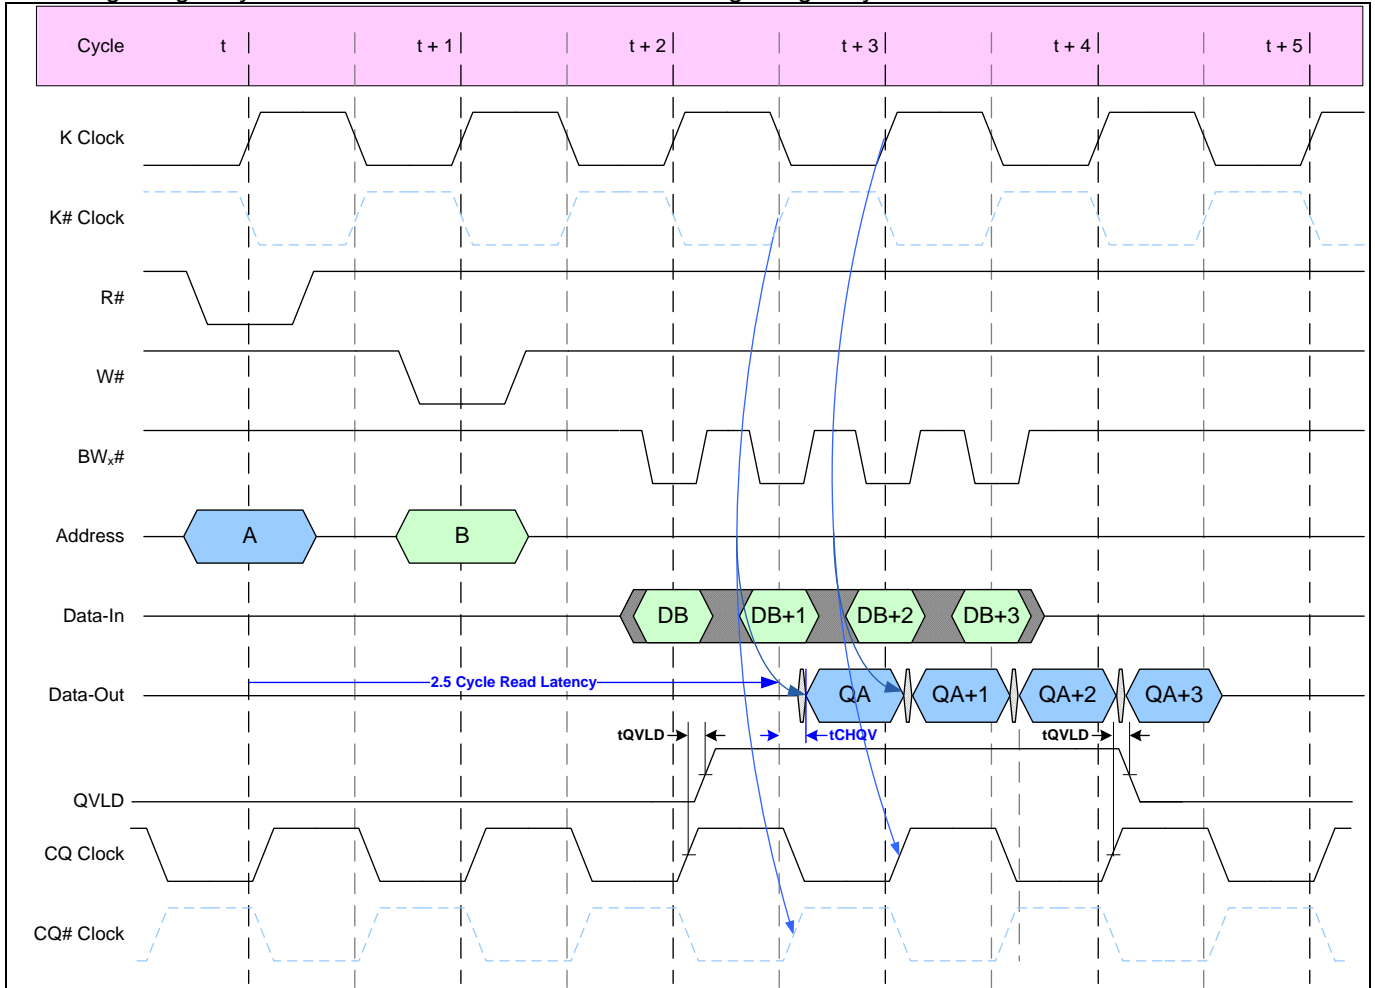 Cycle t t + 1 t + 2 t + 3 t + 4 t + 5
K Clock
K# Clock
R#
W#
BWx#
Address A B
Data-In DB DB+1 DB+2 DB+3
Data-Out 2.5 Cycle Read Latency QA QA+1 QA+2 QA+3
tQVLD tCHQV tQVLD
QVLD
CQ Clock
CQ# Clock